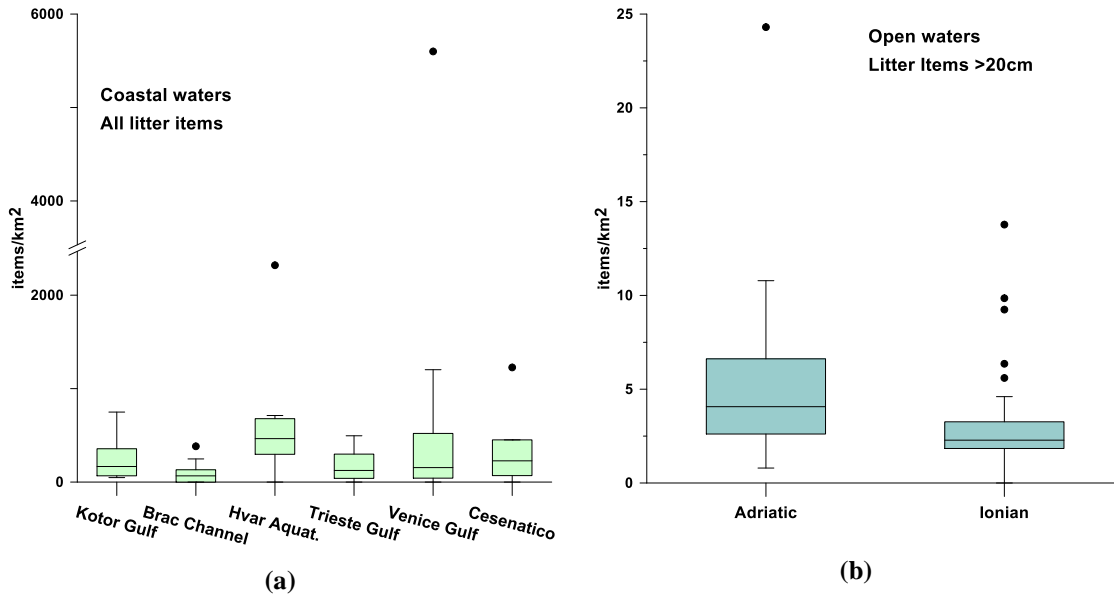 6000
4000
2000
0
items/km2
Coastal waters
All litter items
Kotor Gulf
Brac Channel
Hvar Aquat.
Trieste Gulf
Venice Gulf
Cesenatico
(a)
25
20
15
10
5
0
items/km2
Open waters
Litter Items >20cm
Adriatic
Ionian
(b)